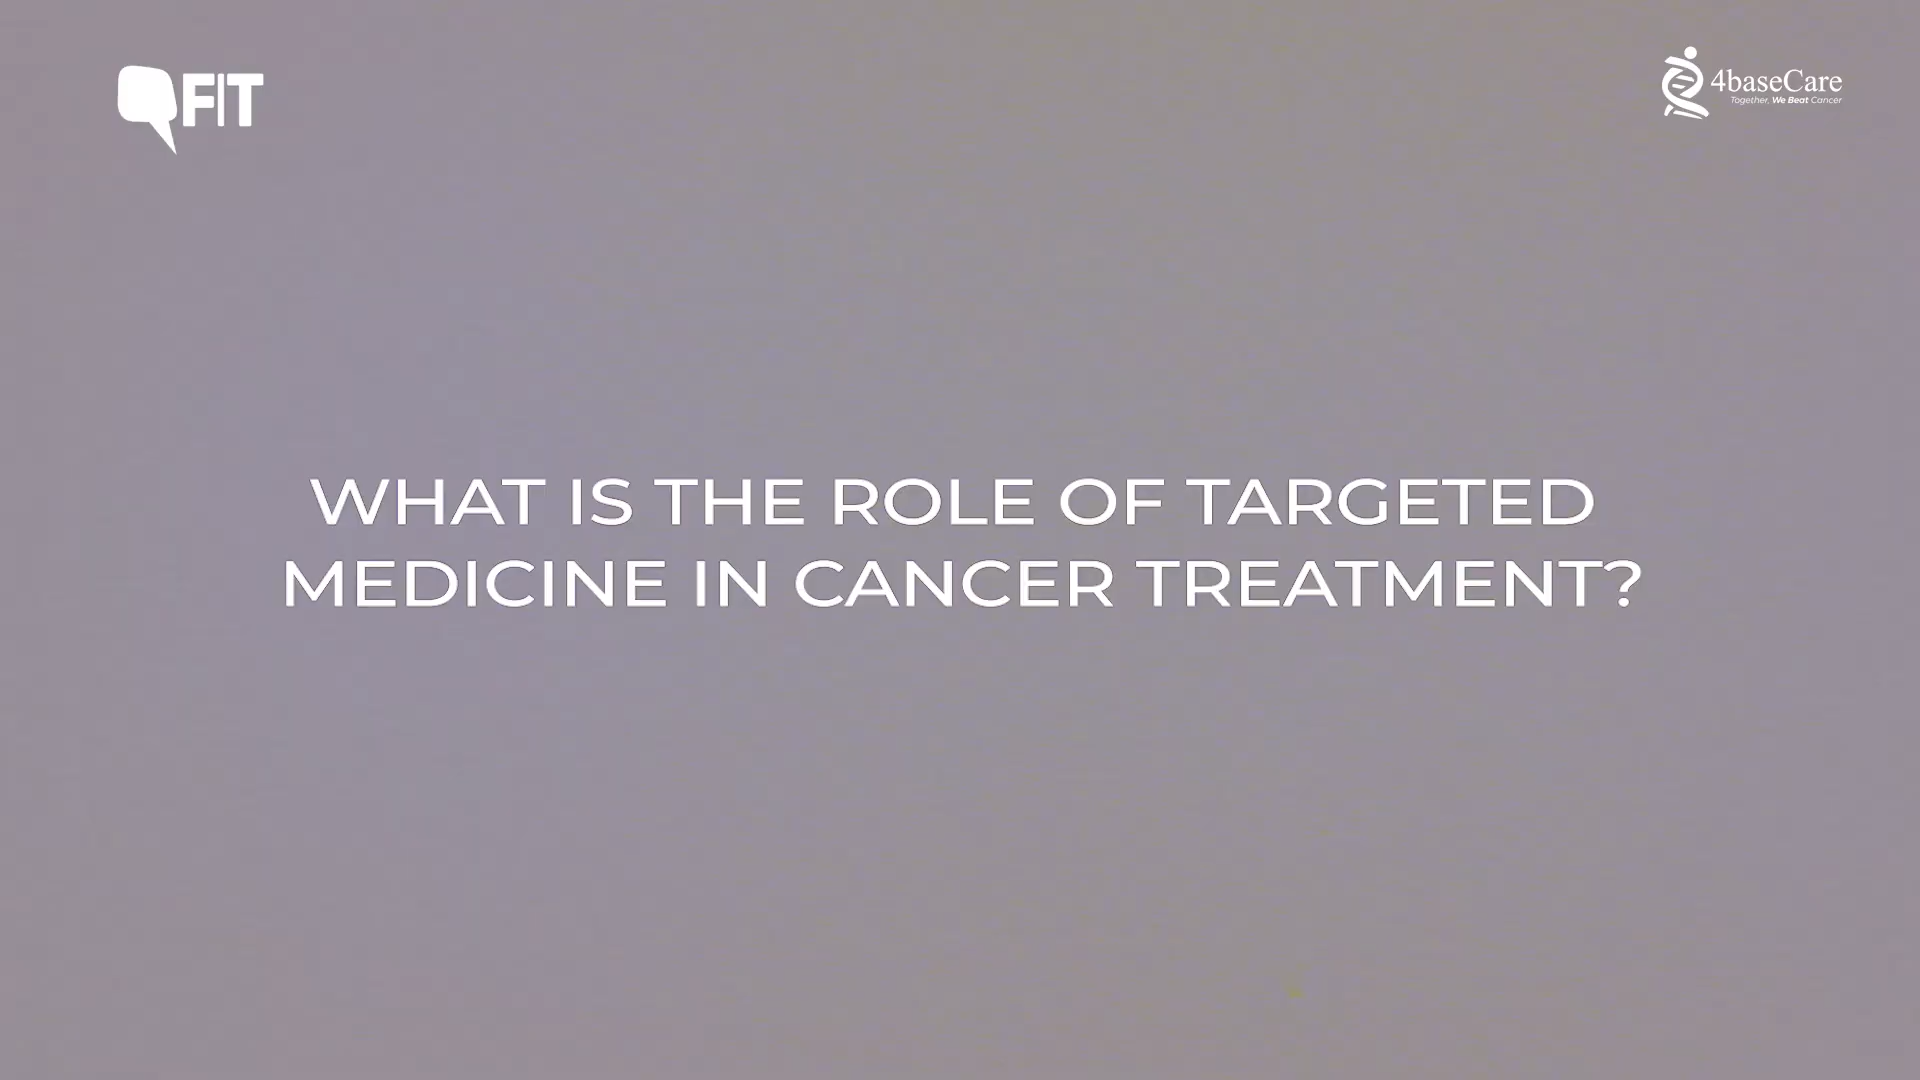 FIT
4baseCare
Together, We Beat Cancer
WHAT IS THE ROLE OF TARGETED
MEDICINE IN CANCER TREATMENT?